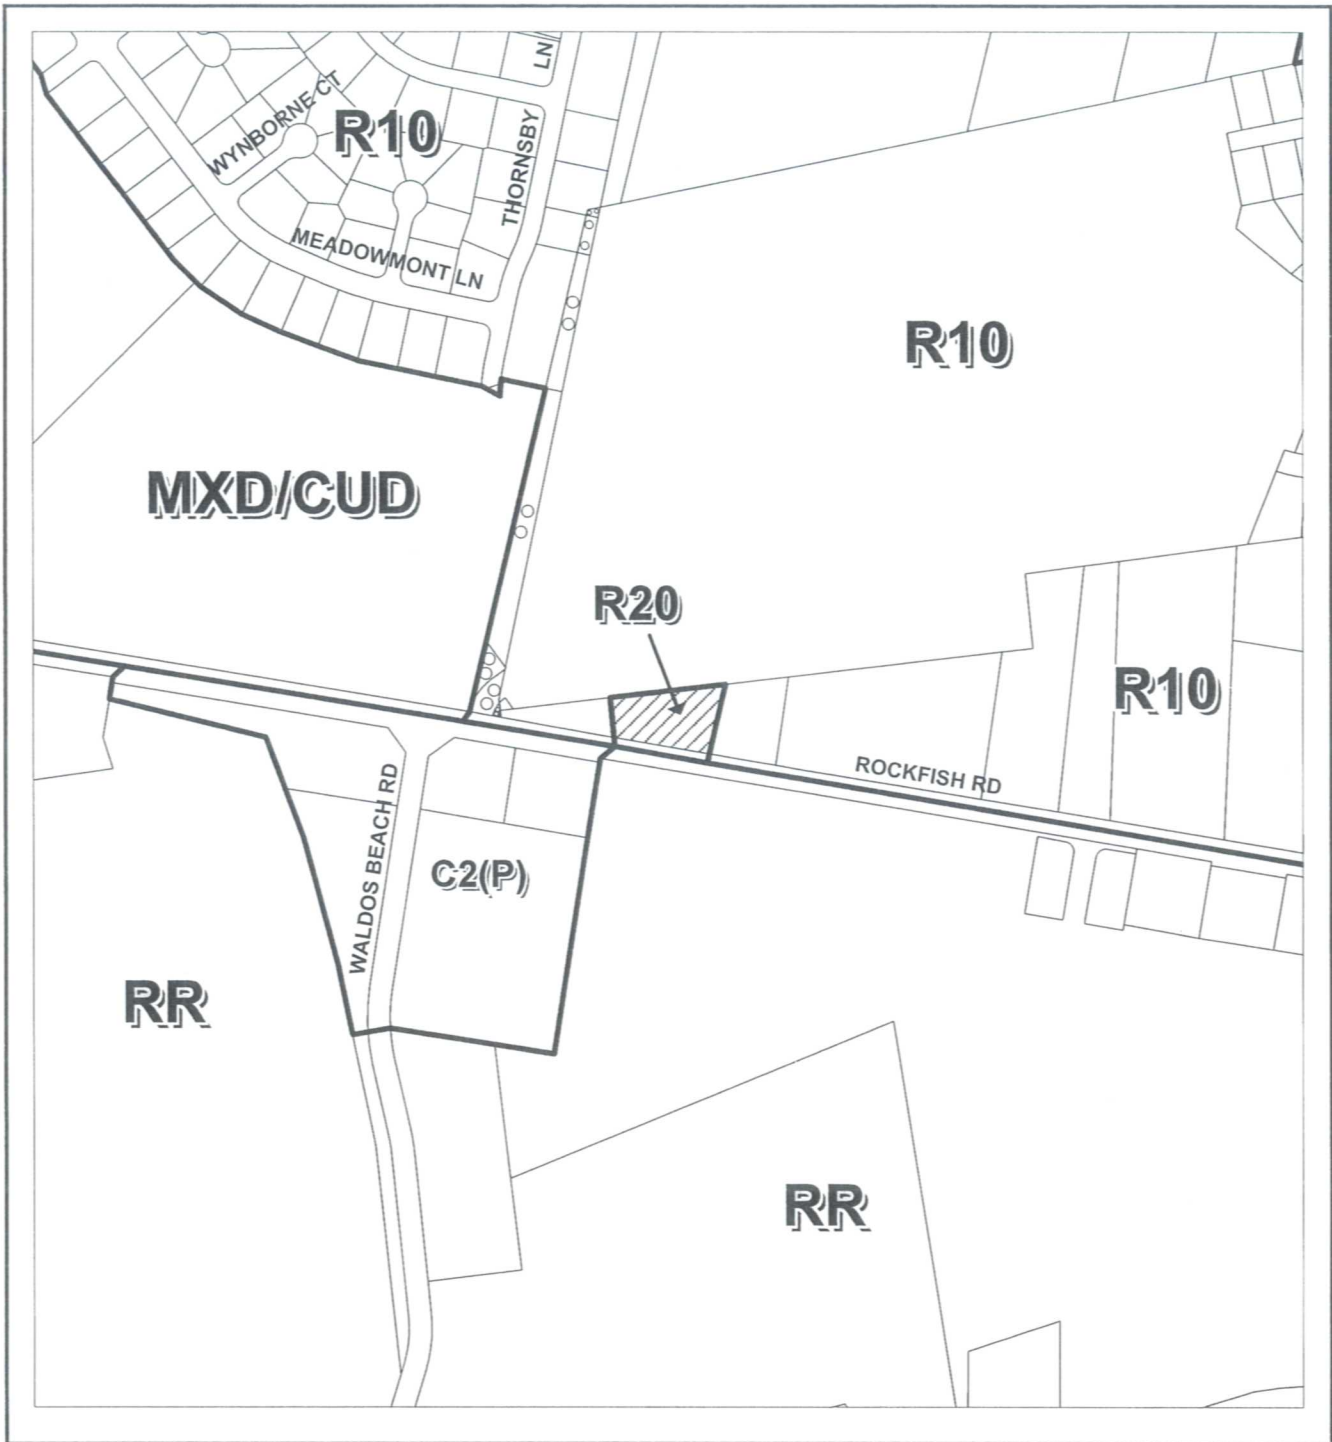 LN
WYNBORNE CT
R10
THORNSBY
MEADOWMONT LN
R10
MXD/CUD
R20
R10
ROCKFISH RD
WALDOS BEACH RD
C2(P)
RR
RR